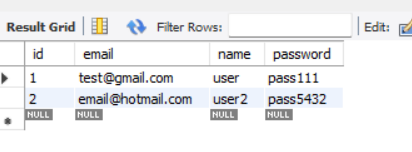 Result Grid Filter Rows: Edit:
id email name password
1 test@gmail.com user pass111
2 email@hotmail.com user2 pass5432
NULL NULL NULL NULL